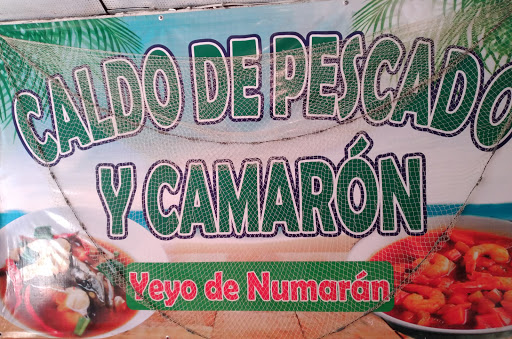 CALDO DE PESCADO
Y CAMARÓN
Yeyo de Numarán